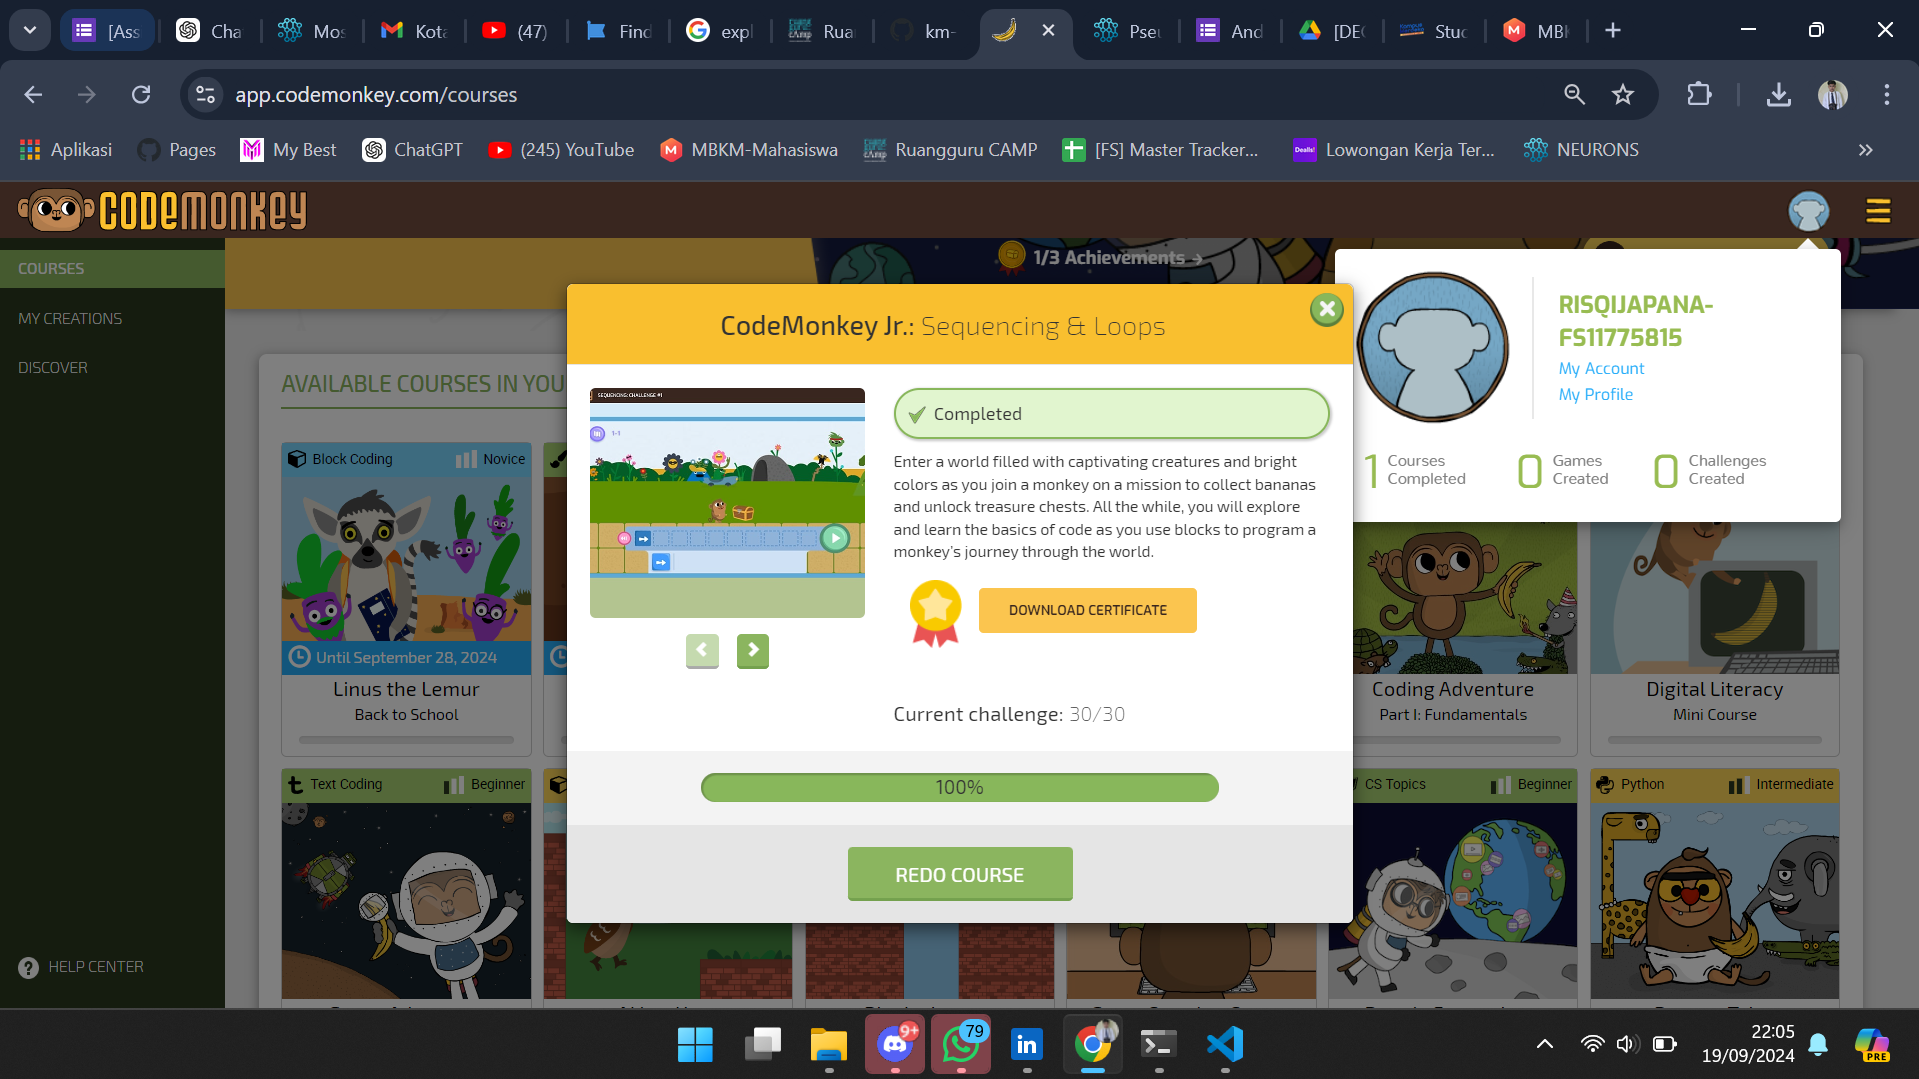 [Ass
Cha
Mos
Kota
(47)
Find
expl
Ruan
km-
Pseu
And
[DEC
Stud
MBK
app.codemonkey.com/courses
Aplikasi
Pages
My Best
ChatGPT
(245) YouTube
MBKM-Mahasiswa
Ruangguru CAMP
[FS] Master Tracker...
Lowongan Kerja Ter...
NEURONS
CODEMONKEY
COURSES
MY CREATIONS
DISCOVER
HELP CENTER
1/3 Achievements →
AVAILABLE COURSES IN YOU
Block Coding
Novice
Until September 28, 2024
Linus the Lemur
Back to School
Coding Adventure
Part I: Fundamentals
Digital Literacy
Mini Course
Text Coding
Beginner
CS Topics
Beginner
Python
Intermediate
CodeMonkey Jr.: Sequencing & Loops
SEQUENCING: CHALLENGE #1
1-1
Completed
Enter a world filled with captivating creatures and bright
colors as you join a monkey on a mission to collect bananas
and unlock treasure chests. All the while, you will explore
and learn the basics of code as you use blocks to program a
monkey's journey through the world.
DOWNLOAD CERTIFICATE
Current challenge: 30/30
100%
REDO COURSE
RISQIJAPANA-
FS11775815
My Account
My Profile
1 Courses Completed
0 Games Created
0 Challenges Created
9+
79
PRE
22:05
19/09/2024